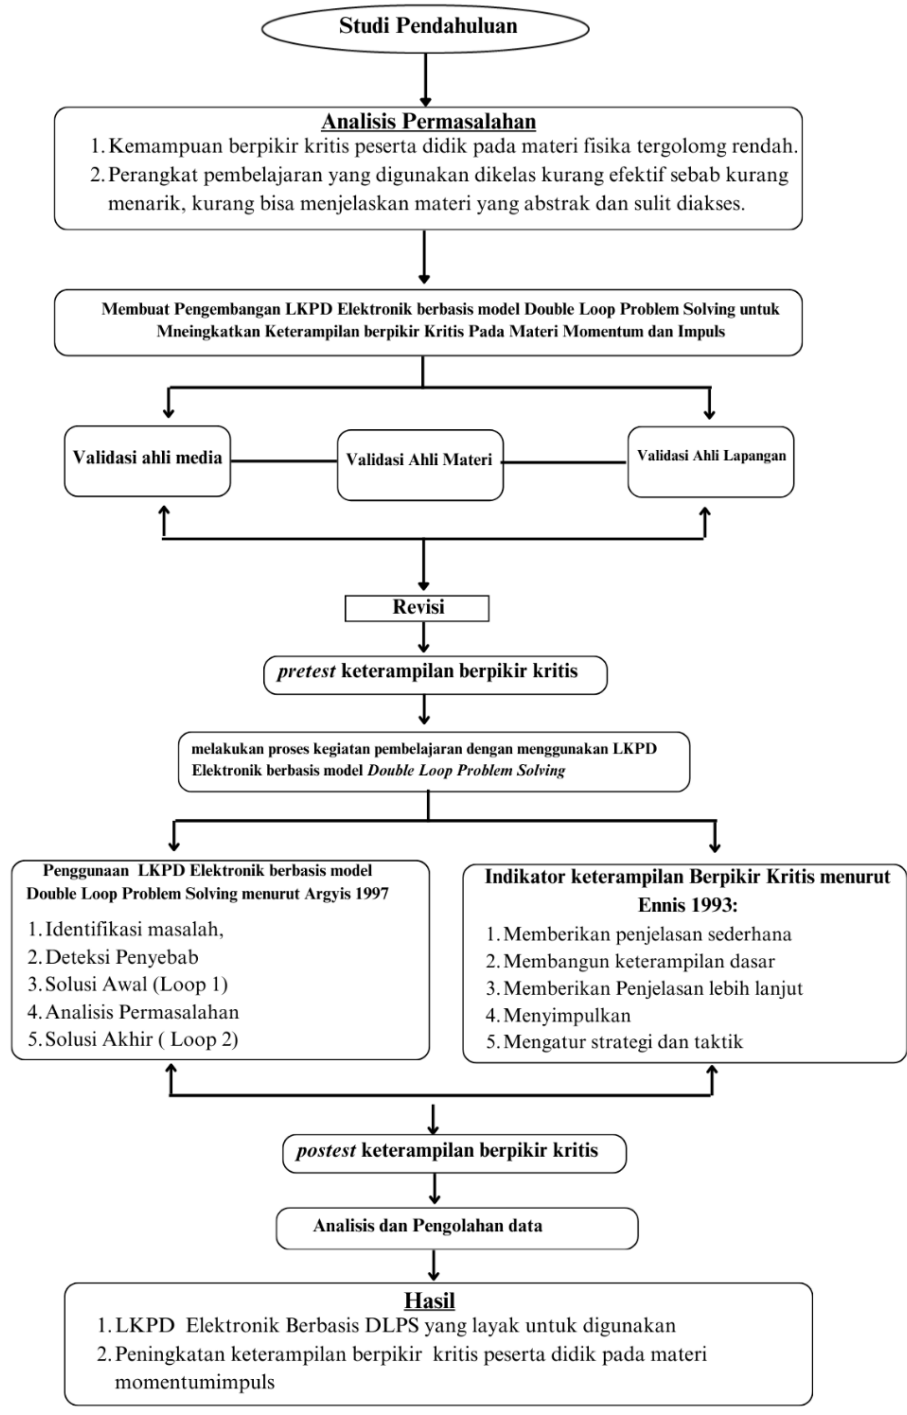 Studi Pendahuluan
Analisis Permasalahan
1. Kemampuan berpikir kritis peserta didik pada materi fisika tergolomg rendah.
2. Perangkat pembelajaran yang digunakan dikelas kurang efektif sebab kurang
menarik, kurang bisa menjelaskan materi yang abstrak dan sulit diakses.
Membuat Pengembangan LKPD Elektronik berbasis model Double Loop Problem Solving untuk
Mneingkatkan Keterampilan berpikir Kritis Pada Materi Momentum dan Impuls
Validasi ahli media
Validasi Ahli Materi
Validasi Ahli Lapangan
Revisi
pretest keterampilan berpikir kritis
melakukan proses kegiatan pembelajaran dengan menggunakan LKPD
Elektronik berbasis model Double Loop Problem Solving
Penggunaan LKPD Elektronik berbasis model
Double Loop Problem Solving menurut Argyis 1997
1. Identifikasi masalah,
2. Deteksi Penyebab
3. Solusi Awal (Loop 1)
4. Analisis Permasalahan
5. Solusi Akhir ( Loop 2)
Indikator keterampilan Berpikir Kritis menurut
Ennis 1993:
1. Memberikan penjelasan sederhana
2. Membangun keterampilan dasar
3. Memberikan Penjelasan lebih lanjut
4. Menyimpulkan
5. Mengatur strategi dan taktik
postest keterampilan berpikir kritis
Analisis dan Pengolahan data
Hasil
1. LKPD Elektronik Berbasis DLPS yang layak untuk digunakan
2. Peningkatan keterampilan berpikir kritis peserta didik pada materi
momentumimpuls